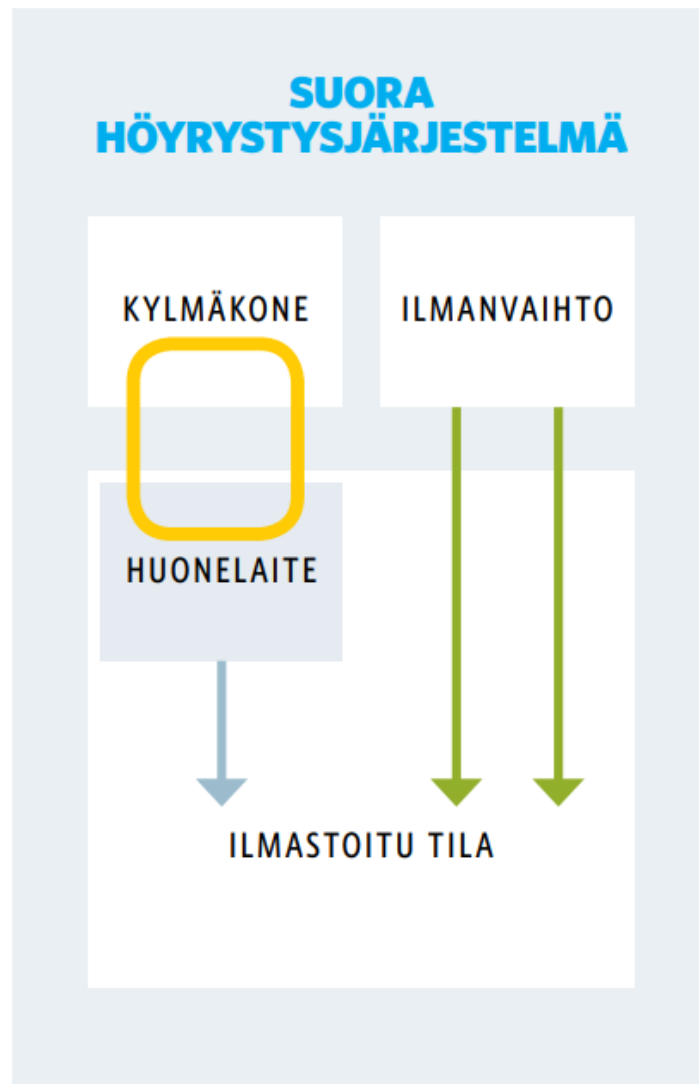 SUORA
HÖYRYSTYSJÄRJESTELMÄ
KYLMÄKONE
ILMANVAIHTO
HUONELAITE
ILMASTOITU TILA